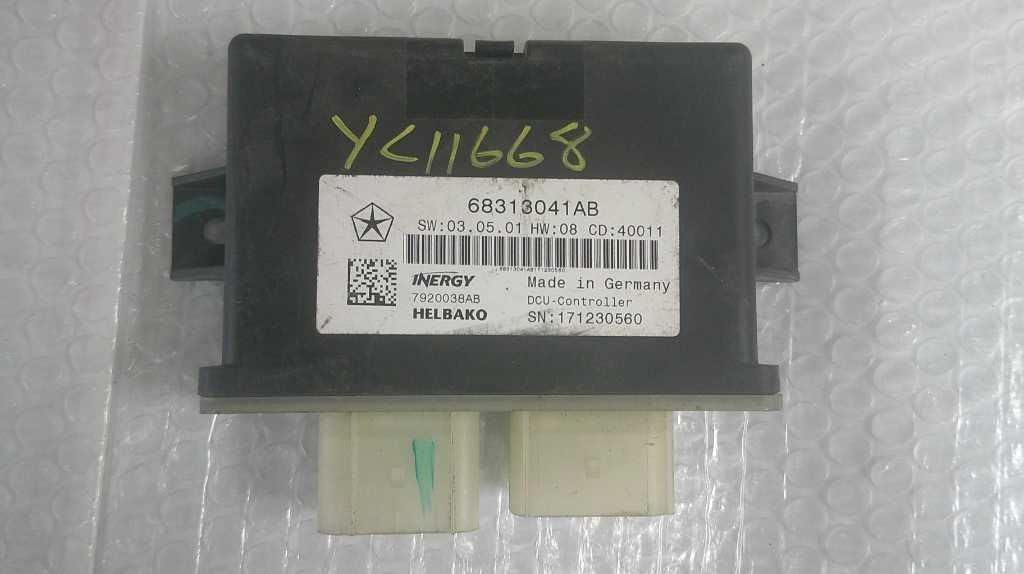 YC11668
68313041AB
SW:03.05.01 HW:08 CD:40011
INERGY
Made in Germany
7920038AB
DCU-Controller
HELBAKO
SN:171230560